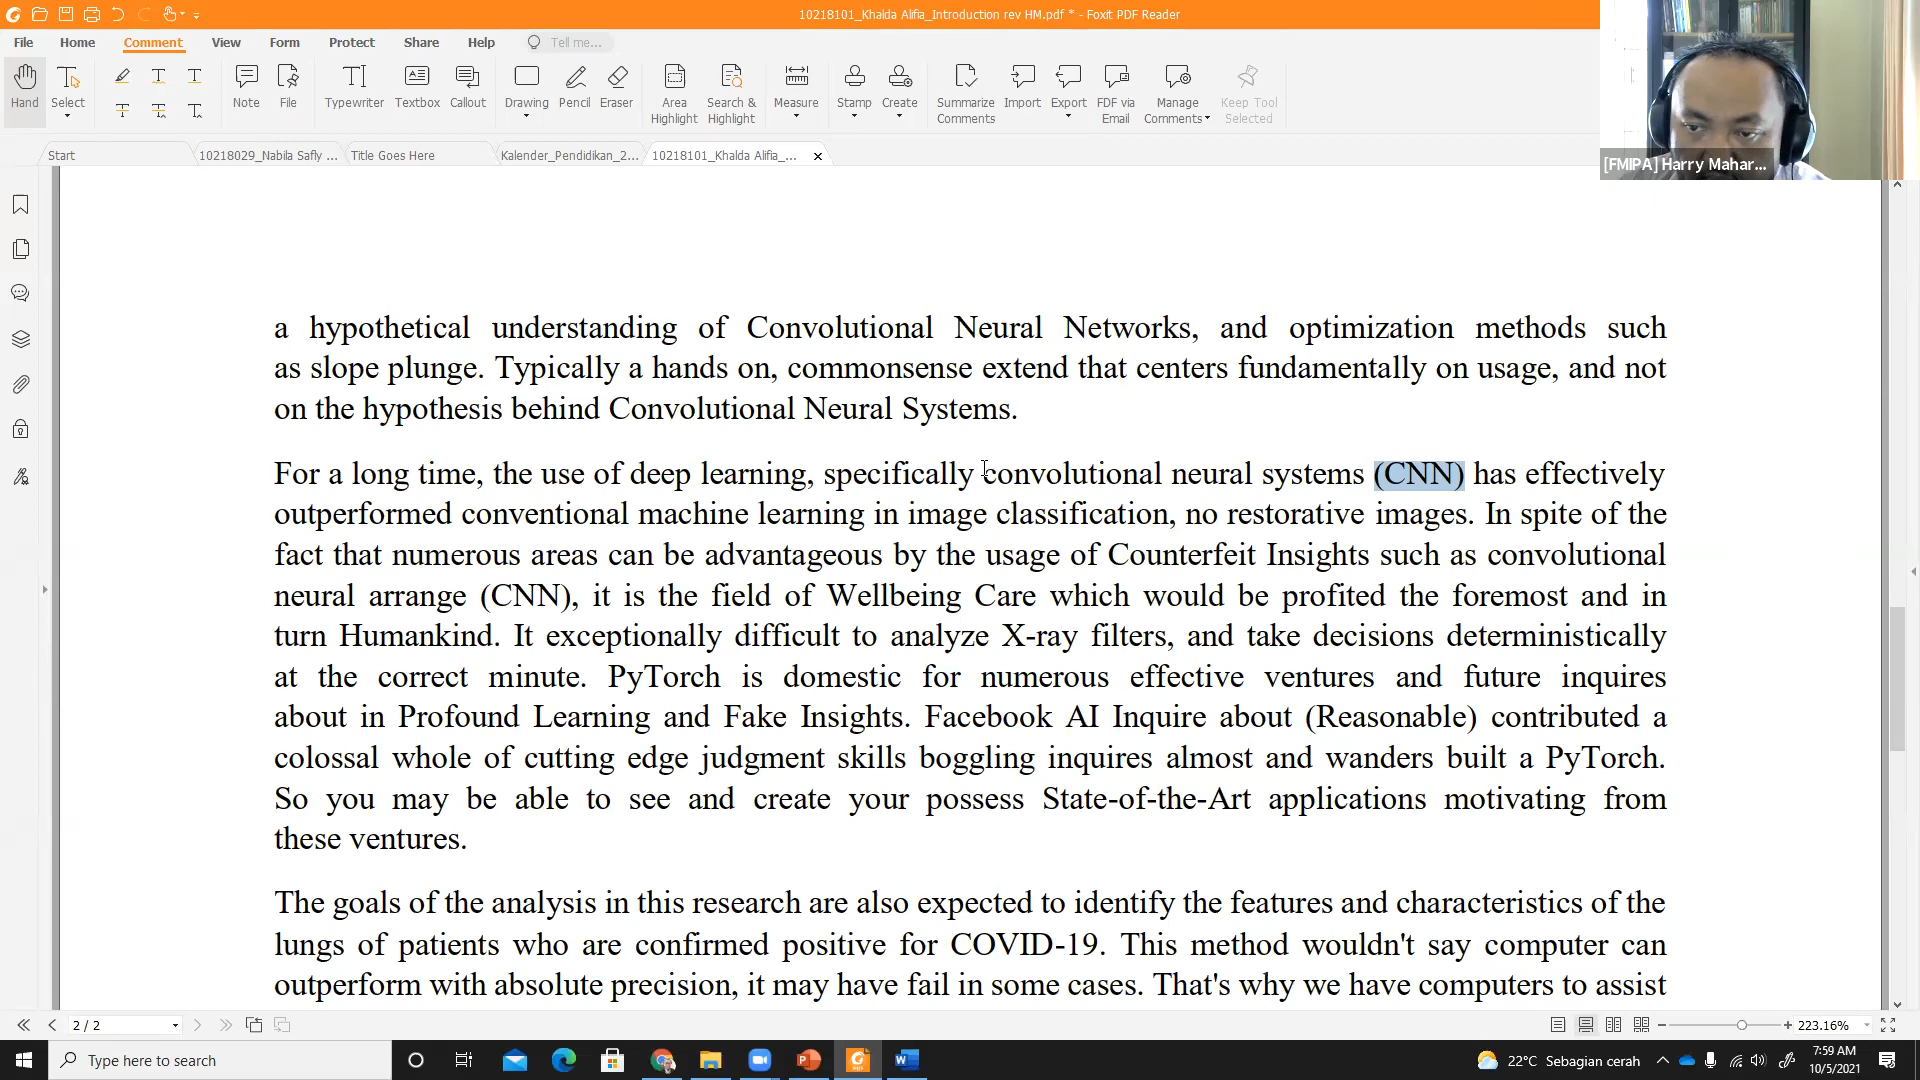 10218101_Khalda Alifia_Introduction rev HM.pdf * - Foxit PDF Reader
File Home Comment View Form Protect Share Help Tell me...
Hand Select Note File Typewriter Textbox Callout Drawing Pencil Eraser Area Highlight Search & Highlight Measure Stamp Create Summarize Comments Import Export FDF via Email Manage Comments Keep Tool Selected
[FMIPA] Harry Mahar...
Start 10218029_Nabila Safly ... Title Goes Here Kalender_Pendidikan_2... 10218101_Khalda Alifia_...
a hypothetical understanding of Convolutional Neural Networks, and optimization methods such
as slope plunge. Typically a hands on, commonsense extend that centers fundamentally on usage, and not
on the hypothesis behind Convolutional Neural Systems.
For a long time, the use of deep learning, specifically convolutional neural systems (CNN) has effectively
outperformed conventional machine learning in image classification, no restorative images. In spite of the
fact that numerous areas can be advantageous by the usage of Counterfeit Insights such as convolutional
neural arrange (CNN), it is the field of Wellbeing Care which would be profited the foremost and in
turn Humankind. It exceptionally difficult to analyze X-ray filters, and take decisions deterministically
at the correct minute. PyTorch is domestic for numerous effective ventures and future inquires
about in Profound Learning and Fake Insights. Facebook AI Inquire about (Reasonable) contributed a
colossal whole of cutting edge judgment skills boggling inquires almost and wanders built a PyTorch.
So you may be able to see and create your possess State-of-the-Art applications motivating from
these ventures.
The goals of the analysis in this research are also expected to identify the features and characteristics of the
lungs of patients who are confirmed positive for COVID-19. This method wouldn't say computer can
outperform with absolute precision, it may have fail in some cases. That's why we have computers to assist
2 / 2 223.16%
Type here to search 22°C Sebagian cerah 7:59 AM
10/5/2021